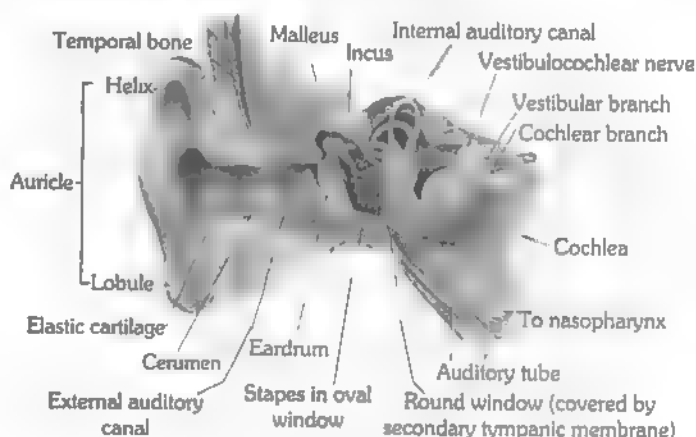 Temporal bone
Malleus
Incus
Internal auditory canal
Vestibulocochlear nerve
Vestibular branch
Cochlear branch
Helix
Auricle
Lobule
Cochlea
Elastic cartilage
To nasopharynx
Cerumen
Eardrum
Auditory tube
External auditory
canal
Stapes in oval
window
Round window (covered by
secondary tympanic membrane)